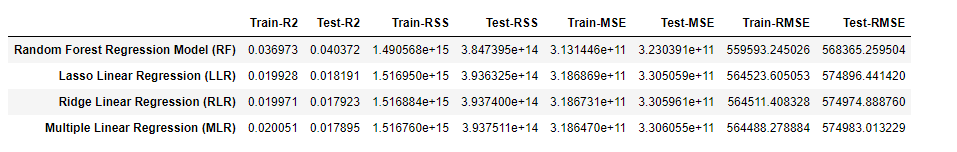 Train-R2 Test-R2 Train-RSS Test-RSS Train-MSE Test-MSE Train-RMSE Test-RMSE
Random Forest Regression Model (RF) 0.036973 0.040372 1.490568e+15 3.847395e+14 3.131446e+11 3.230391e+11 559593.245026 568365.259504
Lasso Linear Regression (LLR) 0.019928 0.018191 1.516950e+15 3.936325e+14 3.186869e+11 3.305059e+11 564523.605053 574896.441420
Ridge Linear Regression (RLR) 0.019971 0.017923 1.516884e+15 3.937400e+14 3.186731e+11 3.305961e+11 564511.408328 574974.888760
Multiple Linear Regression (MLR) 0.020051 0.017895 1.516760e+15 3.937511e+14 3.186470e+11 3.306055e+11 564488.278884 574983.013229